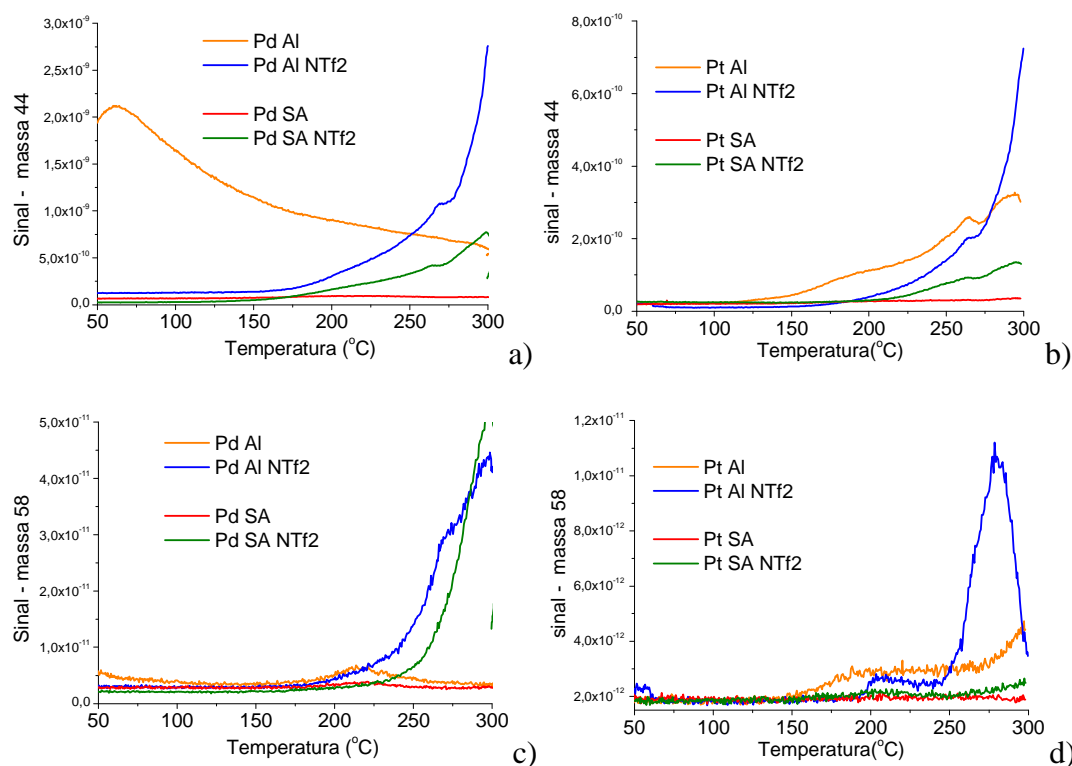 3,0x10⁻⁹
2,5x10⁻⁹
2,0x10⁻⁹
1,5x10⁻⁹
1,0x10⁻⁹
5,0x10⁻¹⁰
0,0
Sinal - massa 44
Pd Al
Pd Al NTf2
Pd SA
Pd SA NTf2
50 100 150 200 250 300
Temperatura (°C)
a)
8,0x10⁻¹⁰
6,0x10⁻¹⁰
4,0x10⁻¹⁰
2,0x10⁻¹⁰
0,0
sinal - massa 44
Pt Al
Pt Al NTf2
Pt SA
Pt SA NTf2
50 100 150 200 250 300
Temperatura(°C)
b)
5,0x10⁻¹¹
4,0x10⁻¹¹
3,0x10⁻¹¹
2,0x10⁻¹¹
1,0x10⁻¹¹
0,0
Sinal - massa 58
Pd Al
Pd Al NTf2
Pd SA
Pd SA NTf2
50 100 150 200 250 300
Temperatura (°C)
c)
1,2x10⁻¹¹
1,0x10⁻¹¹
8,0x10⁻¹²
6,0x10⁻¹²
4,0x10⁻¹²
2,0x10⁻¹²
sinal - massa 58
Pt Al
Pt Al NTf2
Pt SA
Pt SA NTf2
50 100 150 200 250 300
Temperatura(°C)
d)